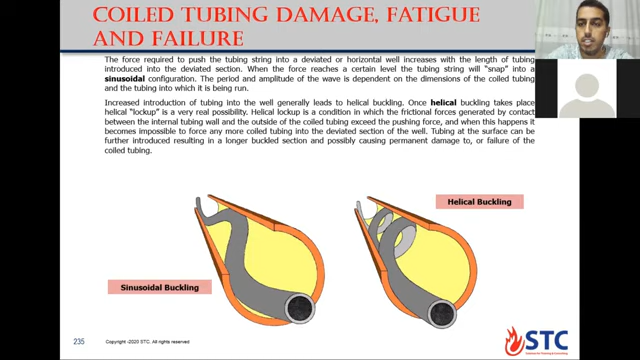 COILED TUBING DAMAGE, FATIGUE
AND FAILURE
The force required to push the tubing string into a deviated or horizontal well increases with the length of tubing
introduced into the deviated section. When the force reaches a certain level the tubing string will “snap” into a
sinusoidal configuration. The period and amplitude of the wave is dependent on the dimensions of the coiled tubing
and the tubing into which it is being run.
Increased introduction of tubing into the well generally leads to helical buckling. Once helical buckling takes place
helical “lockup” is a very real possibility. Helical lockup is a condition in which the frictional forces generated by contact
between the internal tubing wall and the outside of the coiled tubing exceed the pushing force, and when this happens it
becomes impossible to force any more coiled tubing into the deviated section of the well. Tubing at the surface can be
further introduced resulting in a longer buckled section and possibly causing permanent damage to, or failure of the
coiled tubing.
Helical Buckling
Sinusoidal Buckling
235
Copyright -2020 STC. All rights reserved
STC